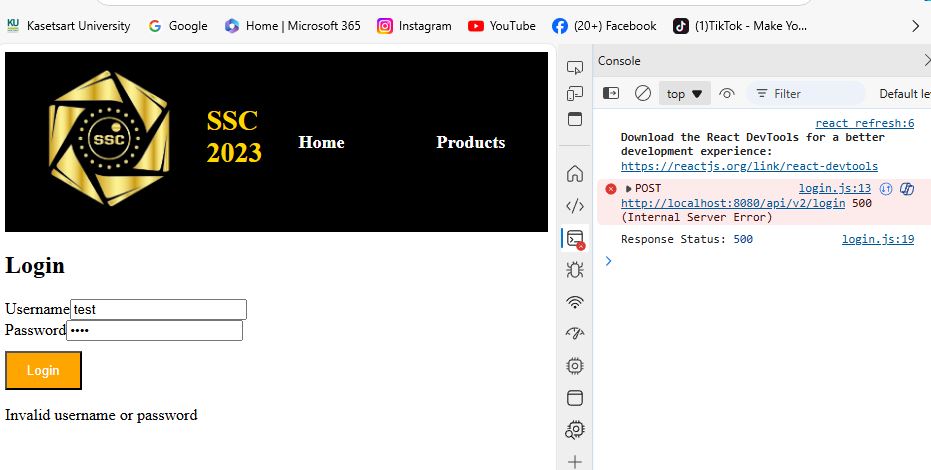 KU Kasetsart University Google Home | Microsoft 365 Instagram YouTube (20+) Facebook (1)TikTok - Make Yo...
Console
top Filter Default le
SSC
SSC
2023
Home Products
react refresh:6
Download the React DevTools for a better
development experience:
https://reactjs.org/link/react-devtools
POST login.js:13
http://localhost:8080/api/v2/login 500
(Internal Server Error)
Response Status: 500 login.js:19
Login
Username test
Password ••••
Login
Invalid username or password